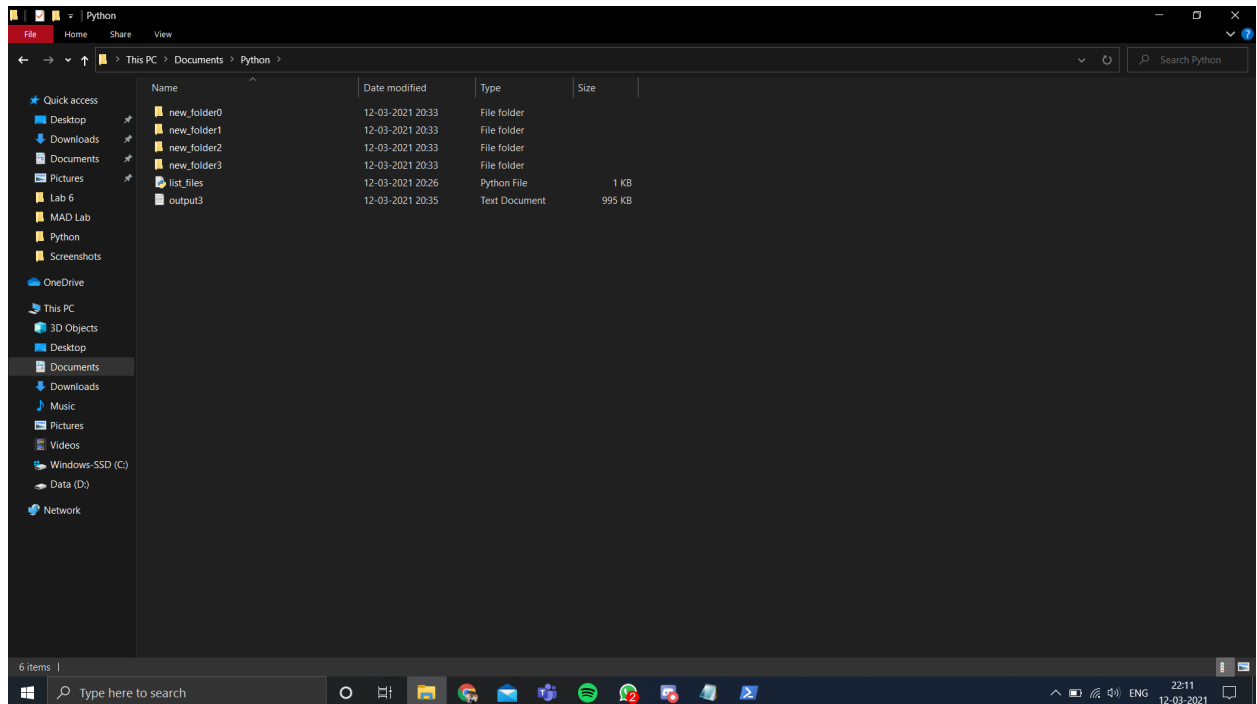 Python
File Home Share View
This PC > Documents > Python >
Search Python
Name Date modified Type Size
Quick access
Desktop
Downloads
Documents
Pictures
Lab 6
MAD Lab
Python
Screenshots
OneDrive
This PC
3D Objects
Desktop
Documents
Downloads
Music
Pictures
Videos
Windows-SSD (C:)
Data (D:)
Network
new_folder0 12-03-2021 20:33 File folder
new_folder1 12-03-2021 20:33 File folder
new_folder2 12-03-2021 20:33 File folder
new_folder3 12-03-2021 20:33 File folder
list_files 12-03-2021 20:26 Python File 1 KB
output3 12-03-2021 20:35 Text Document 995 KB
6 items
Type here to search
2
ENG
22:11
12-03-2021